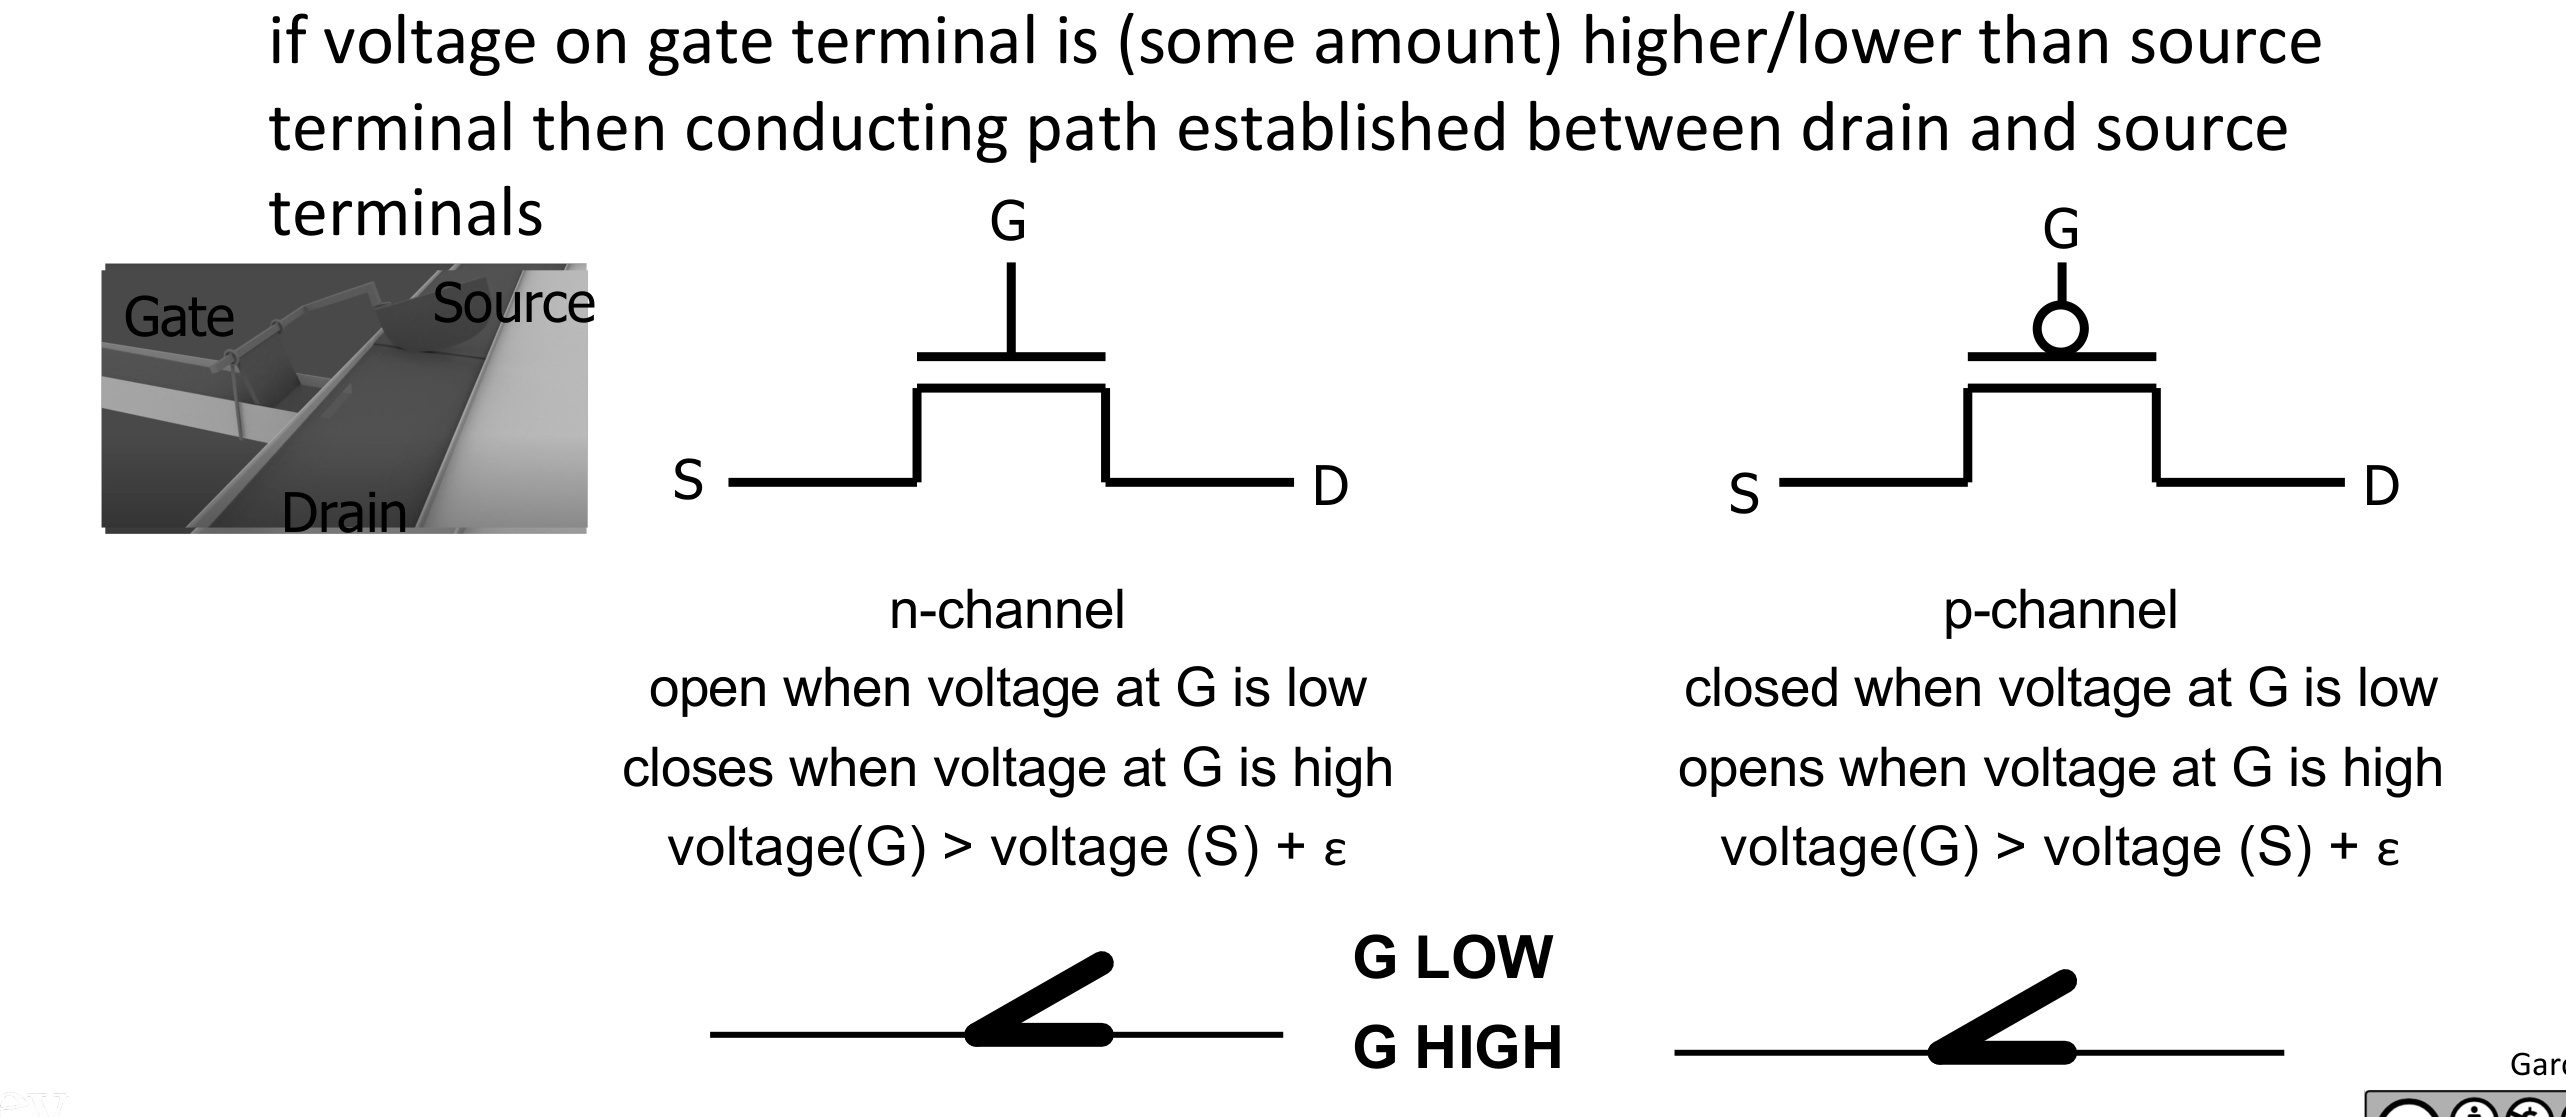 if voltage on gate terminal is (some amount) higher/lower than source
terminal then conducting path established between drain and source
terminals
Gate
Source
Drain
G
S
D
G
S
D
n-channel
open when voltage at G is low
closes when voltage at G is high
voltage(G) > voltage (S) + ε
p-channel
closed when voltage at G is low
opens when voltage at G is high
voltage(G) > voltage (S) + ε
G LOW
G HIGH